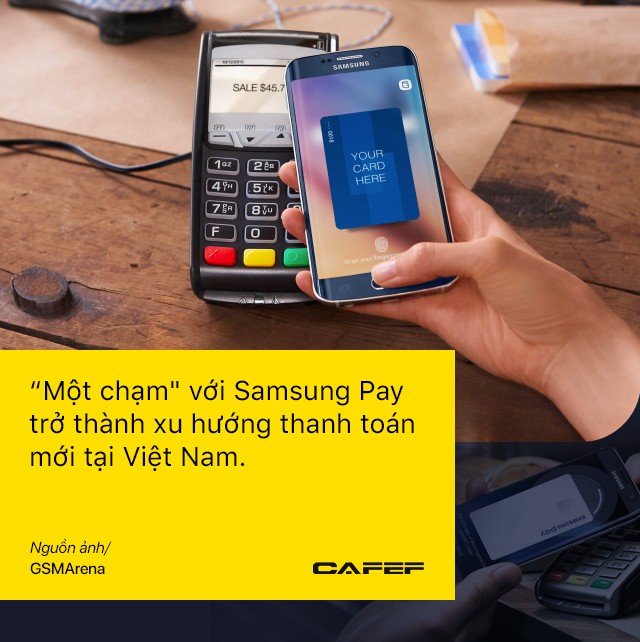 SALE $45.7
SAMSUNG
0818
YOUR
CARD
HERE
“Một chạm" với Samsung Pay
trở thành xu hướng thanh toán
mới tại Việt Nam.
Nguồn ảnh/
GSMArena
CAFEF